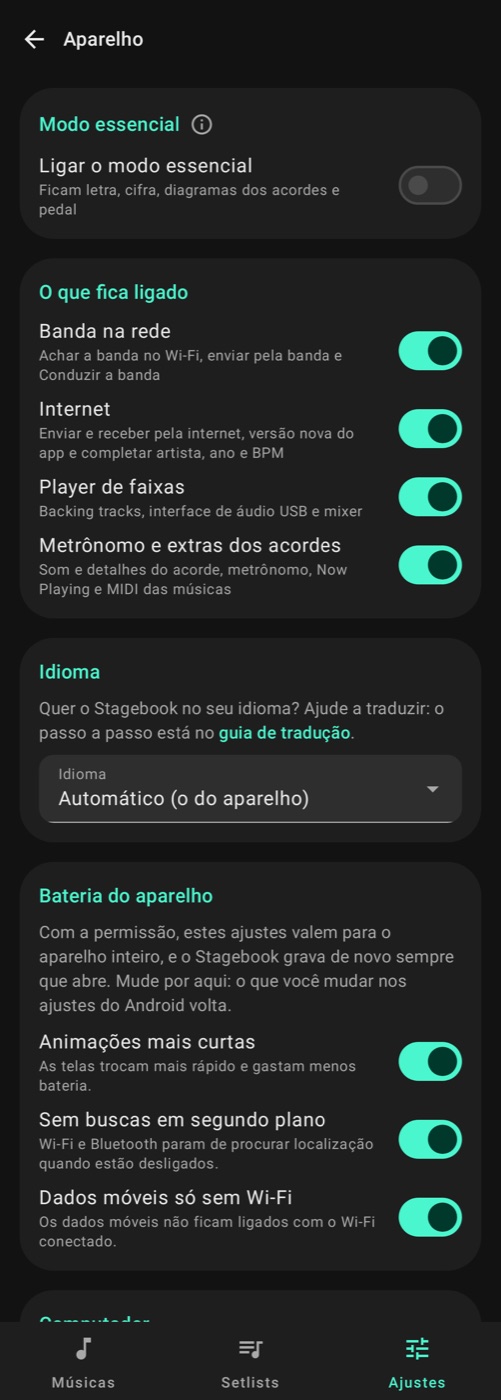 Aparelho
Modo essencial
Ligar o modo essencial
Ficam letra, cifra, diagramas dos acordes e
pedal
O que fica ligado
Banda na rede
Achar a banda no Wi-Fi, enviar pela banda e
Conduzir a banda
Internet
Enviar e receber pela internet, versão nova do
app e completar artista, ano e BPM
Player de faixas
Backing tracks, interface de áudio USB e mixer
Metrônomo e extras dos acordes
Som e detalhes do acorde, metrônomo, Now
Playing e MIDI das músicas
Idioma
Quer o Stagebook no seu idioma? Ajude a traduzir: o
passo a passo está no guia de tradução.
Idioma
Automático (o do aparelho)
Bateria do aparelho
Com a permissão, estes ajustes valem para o
aparelho inteiro, e o Stagebook grava de novo sempre
que abre. Mude por aqui: o que você mudar nos
ajustes do Android volta.
Animações mais curtas
As telas trocam mais rápido e gastam menos
bateria.
Sem buscas em segundo plano
Wi-Fi e Bluetooth param de procurar localização
quando estão desligados.
Dados móveis só sem Wi-Fi
Os dados móveis não ficam ligados com o Wi-Fi
conectado.
Músicas
Setlists
Ajustes